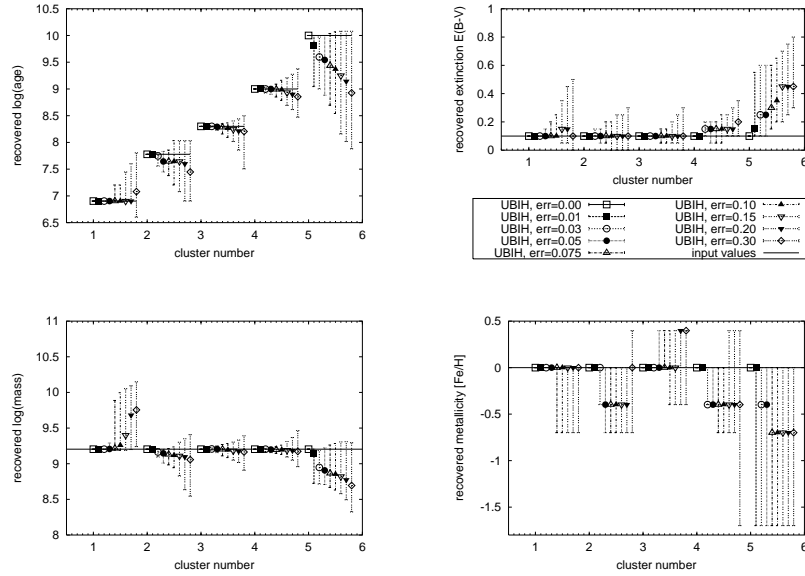 10.5
10
9.5
9
8.5
8
7.5
7
6.5
1 2 3 4 5 6
recovered log(age)
cluster number
1
0.8
0.6
0.4
0.2
0
1 2 3 4 5 6
recovered extinction E(B-V)
cluster number
UBIH, err=0.00 UBIH, err=0.10
UBIH, err=0.01 UBIH, err=0.15
UBIH, err=0.03 UBIH, err=0.20
UBIH, err=0.05 UBIH, err=0.30
UBIH, err=0.075 input values
11
10.5
10
9.5
9
8.5
8
1 2 3 4 5 6
recovered log(mass)
cluster number
0.5
0
-0.5
-1
-1.5
1 2 3 4 5 6
recovered metallicity [Fe/H]
cluster number